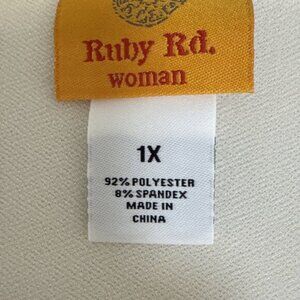 Ruby Rd.
woman
1X
92% POLYESTER
8% SPANDEX
MADE IN
CHINA